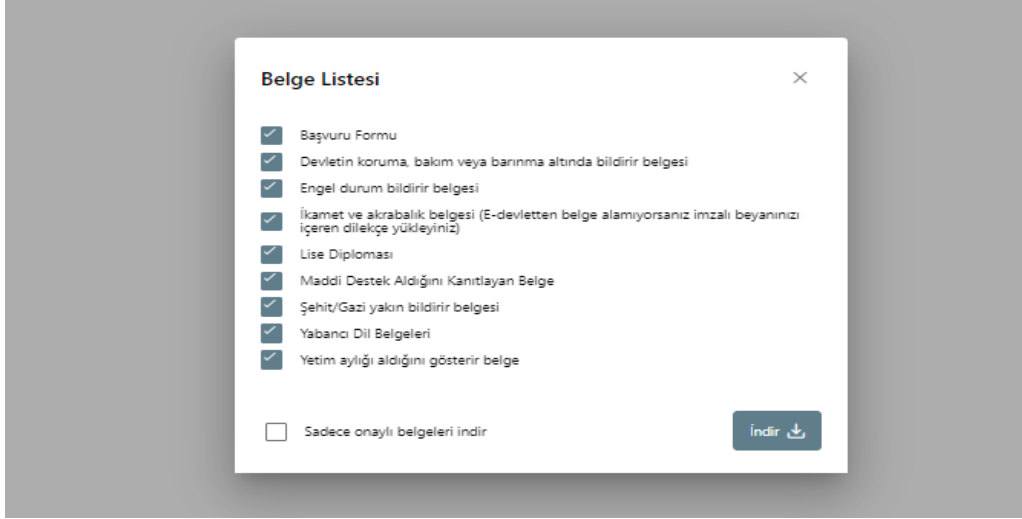 Belge Listesi
Başvuru Formu
Devletin koruma, bakım veya barınma altında bildirir belgesi
Engel durum bildirir belgesi
İkamet ve akrabalık belgesi (E-devletten belge alamıyorsanız imzalı beyanınızı
içeren dilekçe yükleyiniz)
Lise Diploması
Maddi Destek Aldığını Kanıtlayan Belge
Şehit/Gazi yakın bildirir belgesi
Yabancı Dil Belgeleri
Yetim aylığı aldığını gösterir belge
Sadece onaylı belgeleri indir
İndir